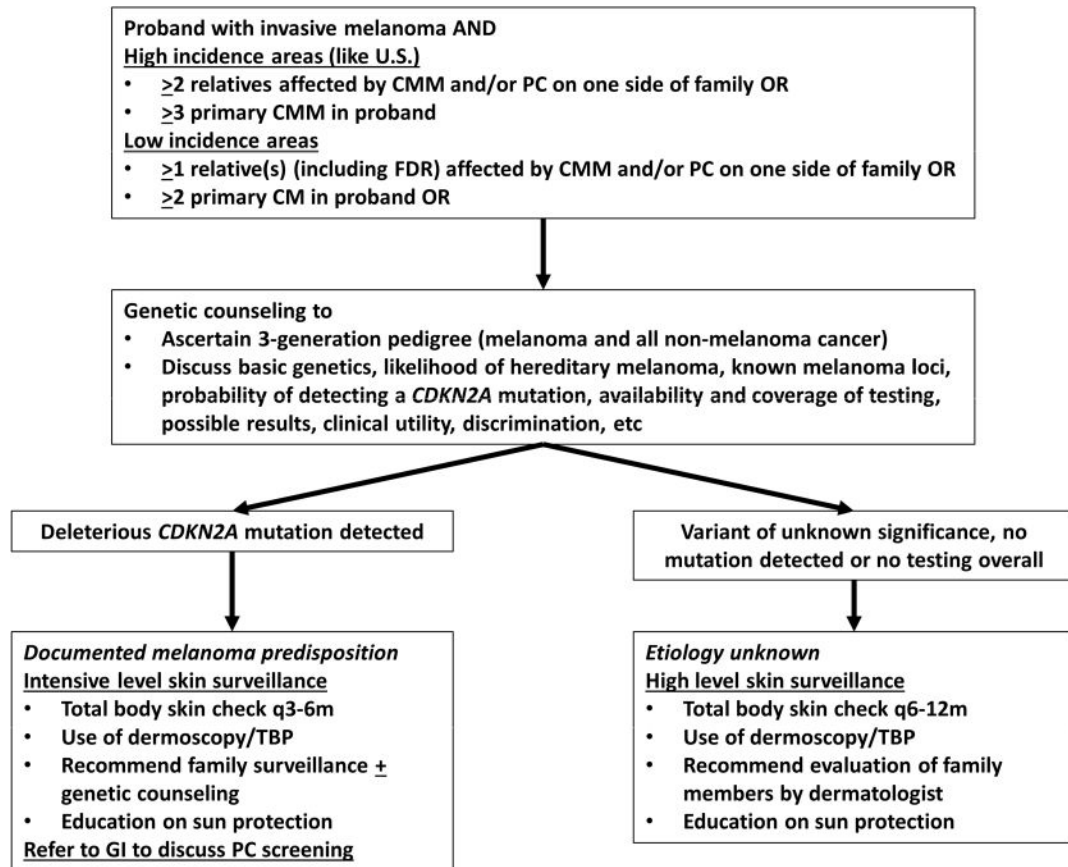 Proband with invasive melanoma AND
High incidence areas (like U.S.)
• ≥2 relatives affected by CMM and/or PC on one side of family OR
• ≥3 primary CMM in proband
Low incidence areas
• ≥1 relative(s) (including FDR) affected by CMM and/or PC on one side of family OR
• ≥2 primary CM in proband OR
Genetic counseling to
• Ascertain 3-generation pedigree (melanoma and all non-melanoma cancer)
• Discuss basic genetics, likelihood of hereditary melanoma, known melanoma loci,
probability of detecting a CDKN2A mutation, availability and coverage of testing,
possible results, clinical utility, discrimination, etc
Deleterious CDKN2A mutation detected
Variant of unknown significance, no
mutation detected or no testing overall
Documented melanoma predisposition
Intensive level skin surveillance
• Total body skin check q3-6m
• Use of dermoscopy/TBP
• Recommend family surveillance ±
genetic counseling
• Education on sun protection
Refer to GI to discuss PC screening
Etiology unknown
High level skin surveillance
• Total body skin check q6-12m
• Use of dermoscopy/TBP
• Recommend evaluation of family
members by dermatologist
• Education on sun protection